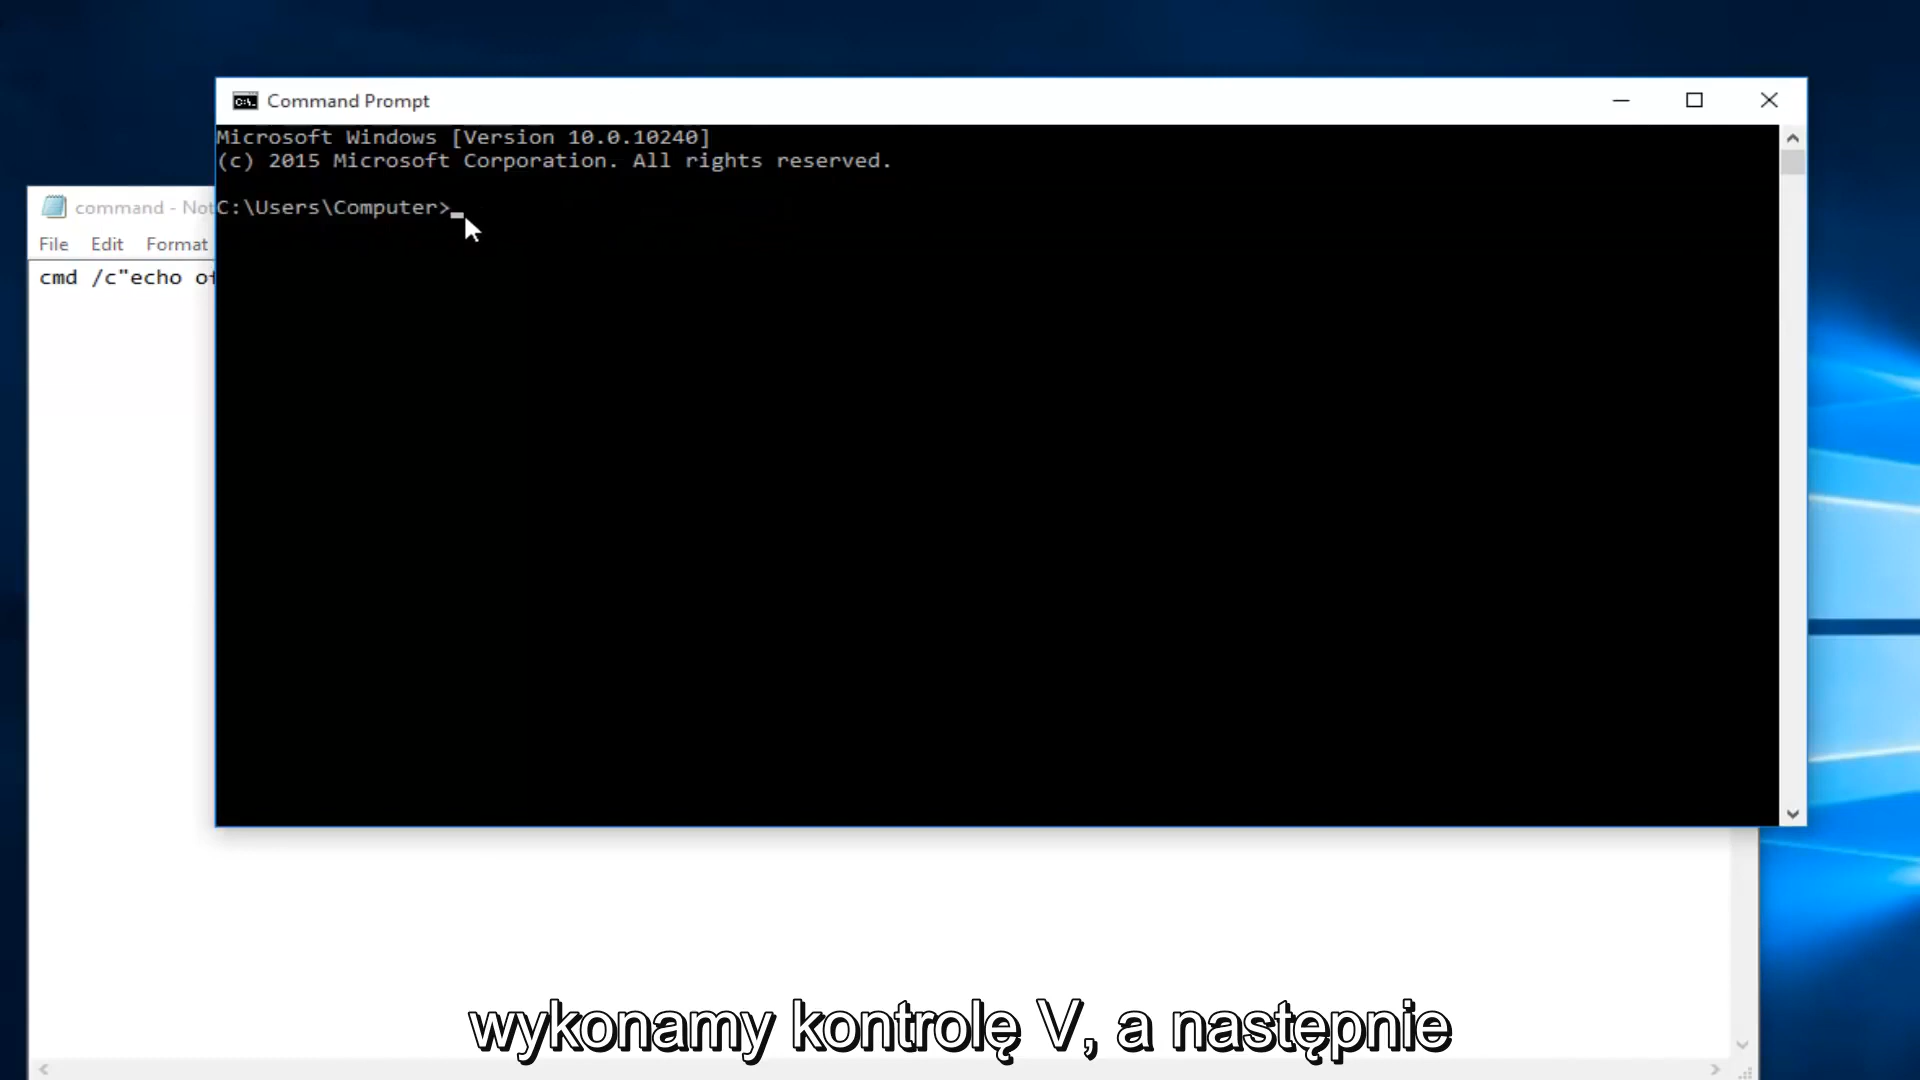 Command Prompt
Microsoft Windows [Version 10.0.10240]
(c) 2015 Microsoft Corporation. All rights reserved.
command - Not
C:\Users\Computer>
File Edit Format
cmd /c"echo of
wykonamy kontrolę V, a następnie